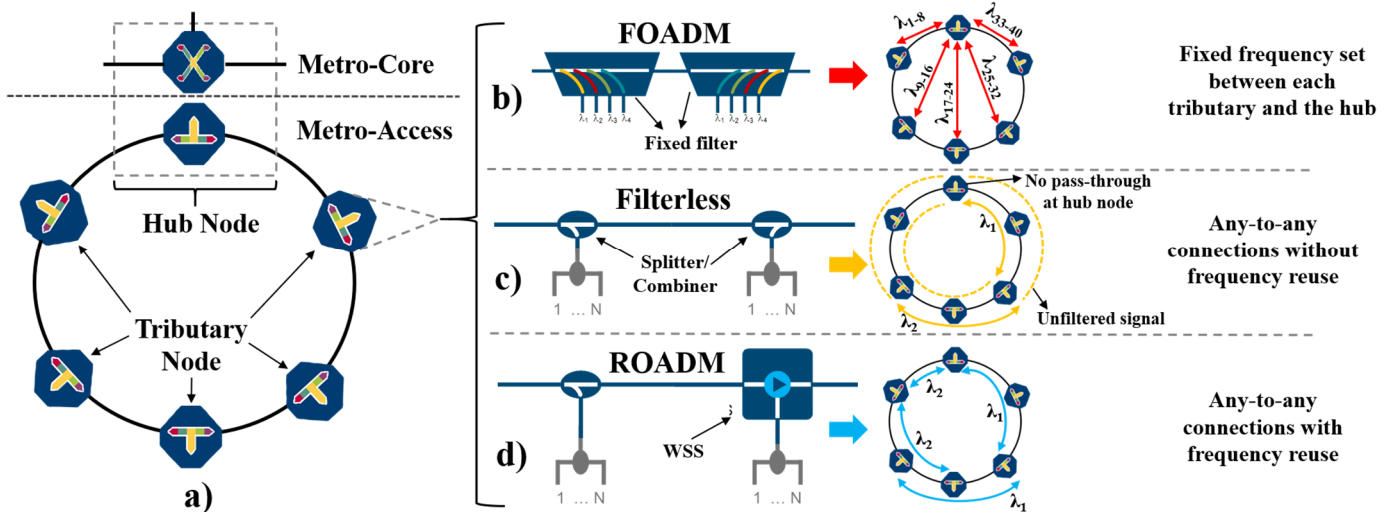 Metro-Core
Metro-Access
Hub Node
Tributary
Node
a)
FOADM
b)
λ1 λ2 λ3 λ4
λ1 λ2 λ3 λ4
Fixed filter
λ1-8
λ33-40
λ9-16
λ17-24
λ25-32
Fixed frequency set
between each
tributary and the hub
Filterless
c)
Splitter/
Combiner
1 ... N
1 ... N
No pass-through
at hub node
λ1
λ2
Unfiltered signal
Any-to-any
connections without
frequency reuse
ROADM
d)
WSS
1 ... N
1 ... N
λ2
λ1
λ2
λ1
Any-to-any
connections with
frequency reuse